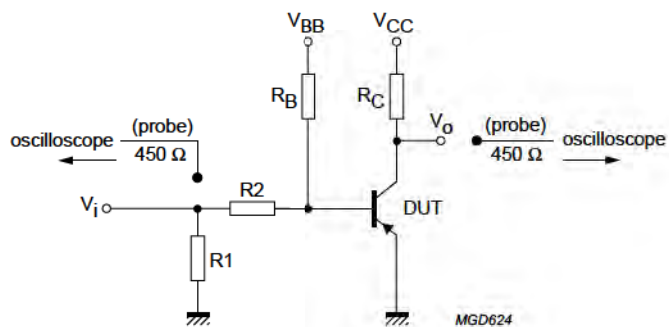 V_BB
V_CC
R_B
R_C
(probe)
oscilloscope
450 Ω
V_o
(probe)
450 Ω
oscilloscope
V_i
R2
DUT
R1
MGD624